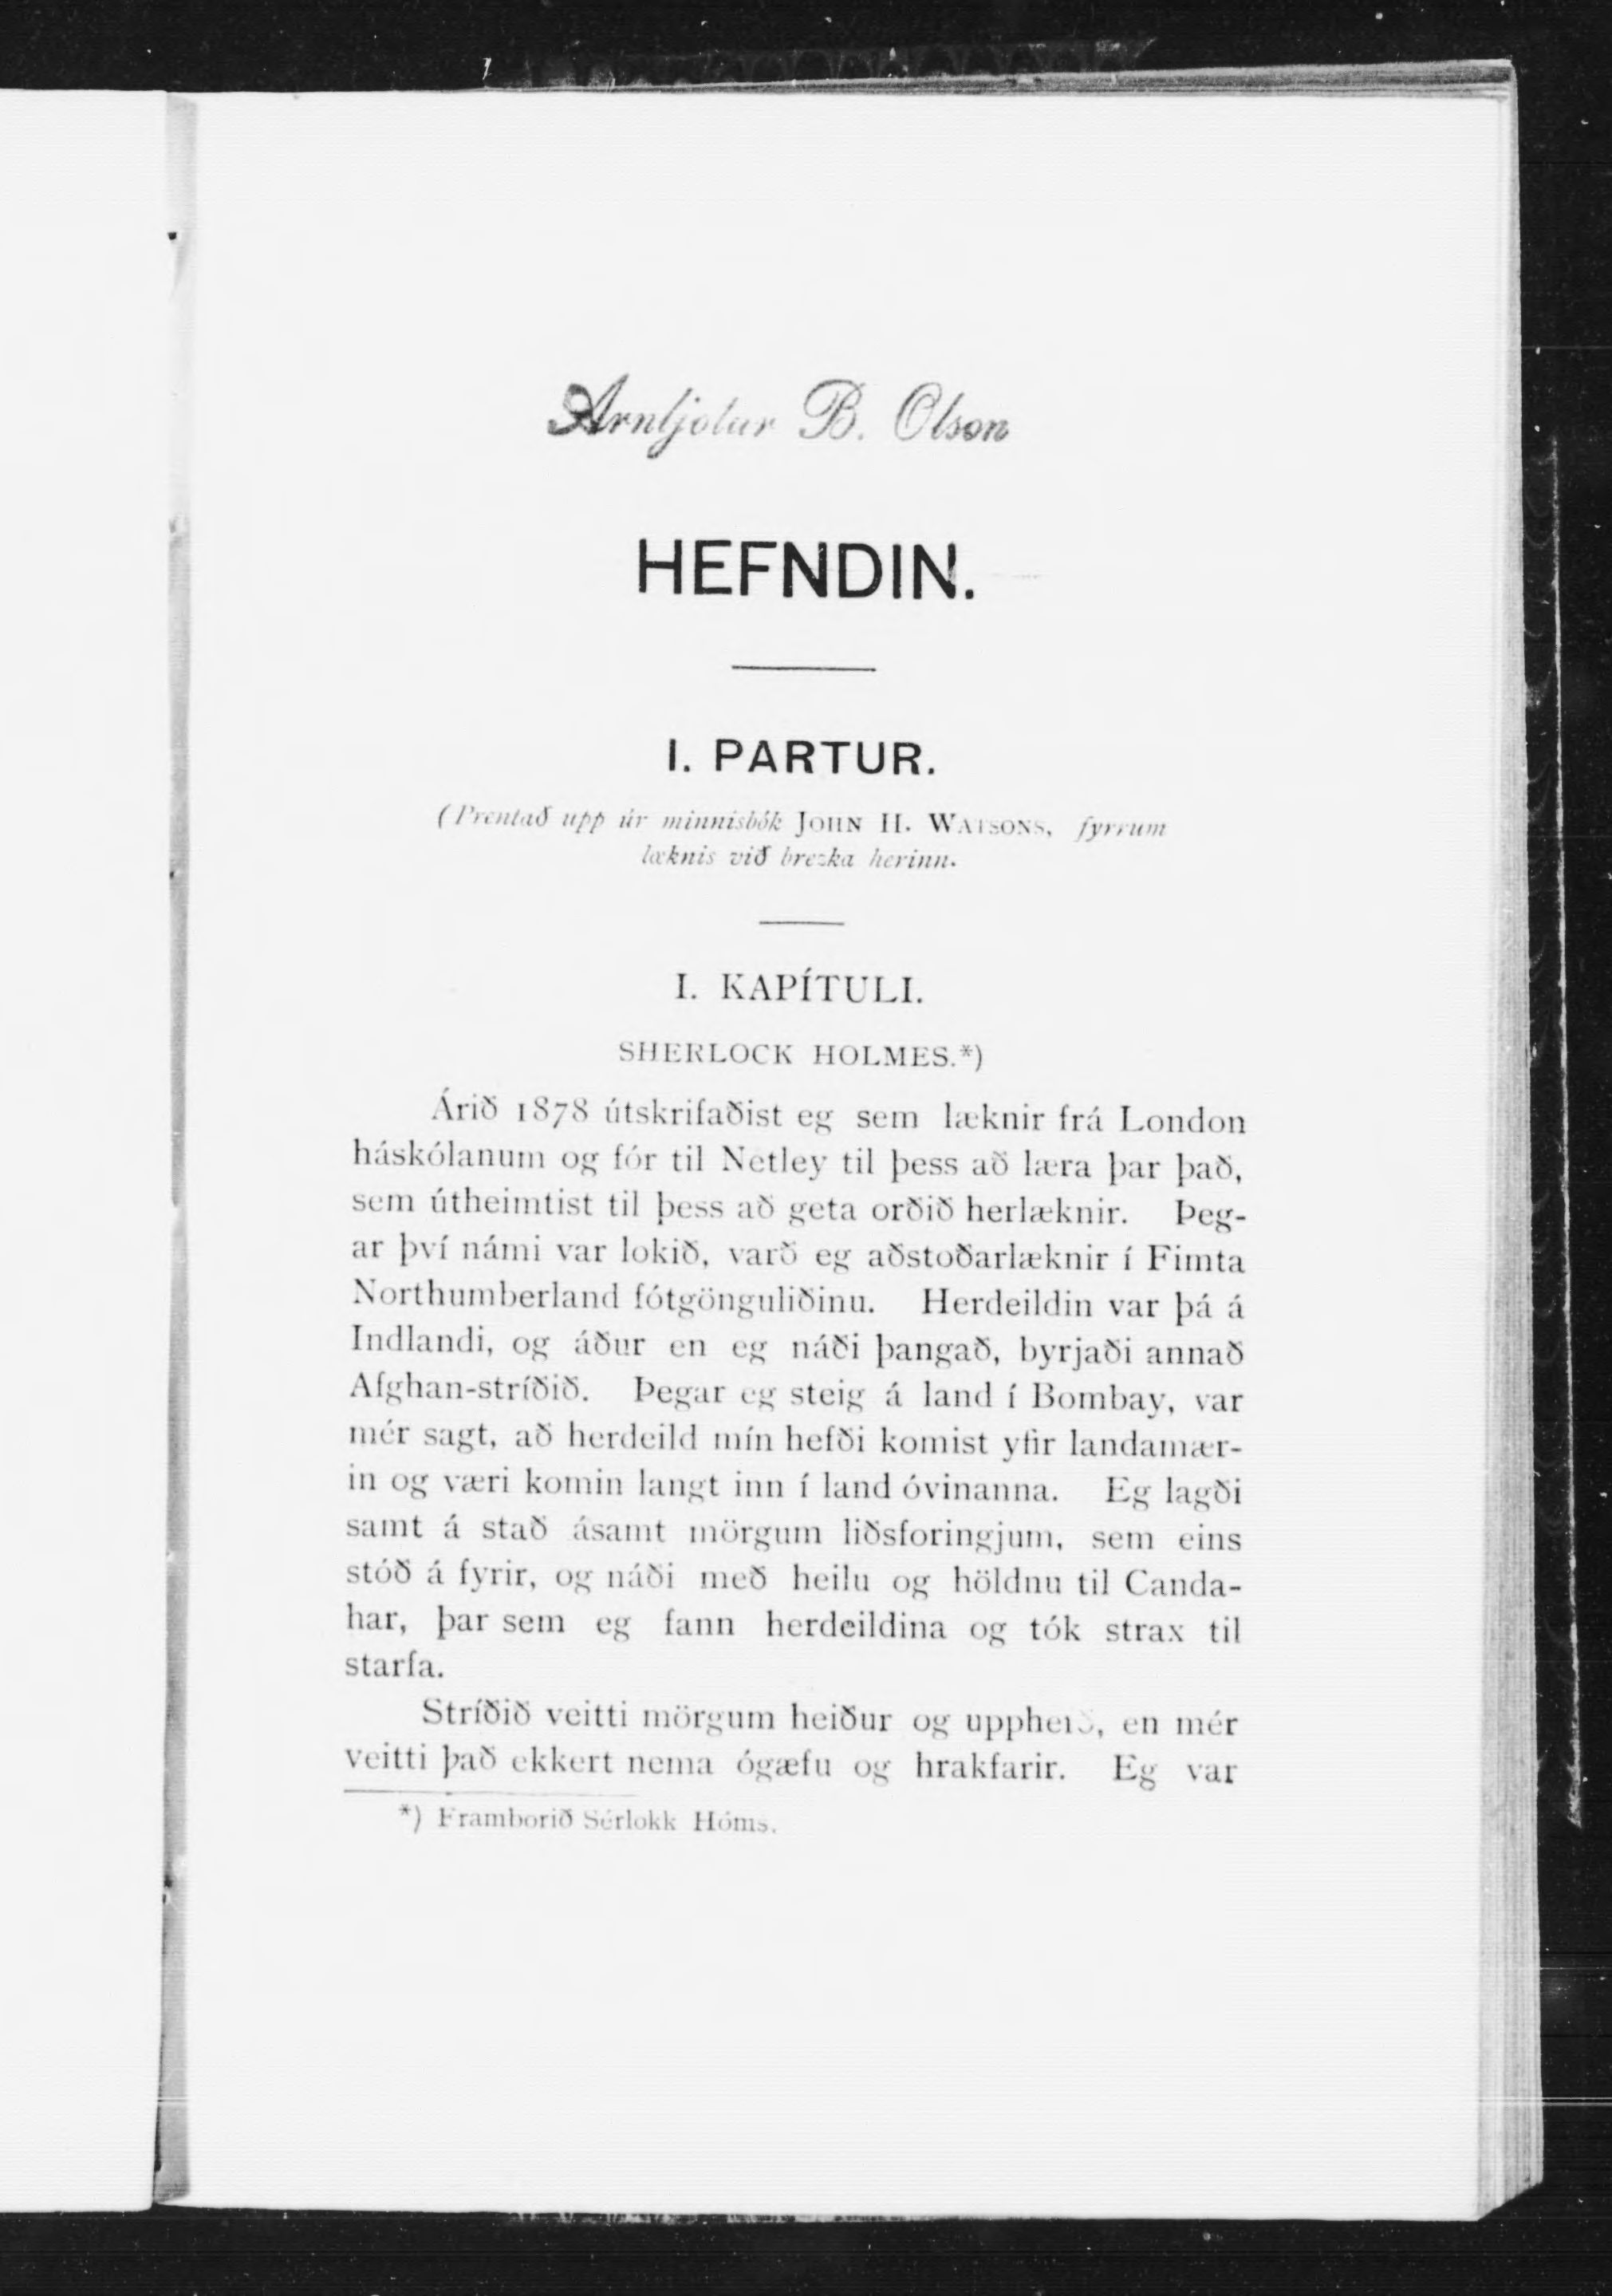 Arnljotur B. Olson
HEFNDIN.
I. PARTUR.
(Prentað upp úr minnisbók JOHN H. WATSONS, fyrrum
læknis við brezka herinn.
I. KAPÍTULI.
SHERLOCK HOLMES.*)
Árið 1878 útskrifaðist eg sem læknir frá London
háskólanum og fór til Netley til þess að læra þar það,
sem útheimtist til þess að geta orðið herlæknir. Þeg-
ar því námi var lokið, varð eg aðstoðarlæknir í Fimta
Northumberland fótgönguliðinu. Herdeildin var þá á
Indlandi, og áður en eg náði þangað, byrjaði annað
Afghan-stríðið. Þegar eg steig á land í Bombay, var
mér sagt, að herdeild mín hefði komist yfir landamær-
in og væri komin langt inn í land óvinanna. Eg lagði
samt á stað ásamt mörgum liðsforingjum, sem eins
stóð á fyrir, og náði með heilu og höldnu til Canda-
har, þar sem eg fann herdeildina og tók strax til
starfa.
Stríðið veitti mörgum heiður og uppheið, en mér
veitti það ekkert nema ógæfu og hrakfarir. Eg var
*) Framborið Sérlokk Hóms.